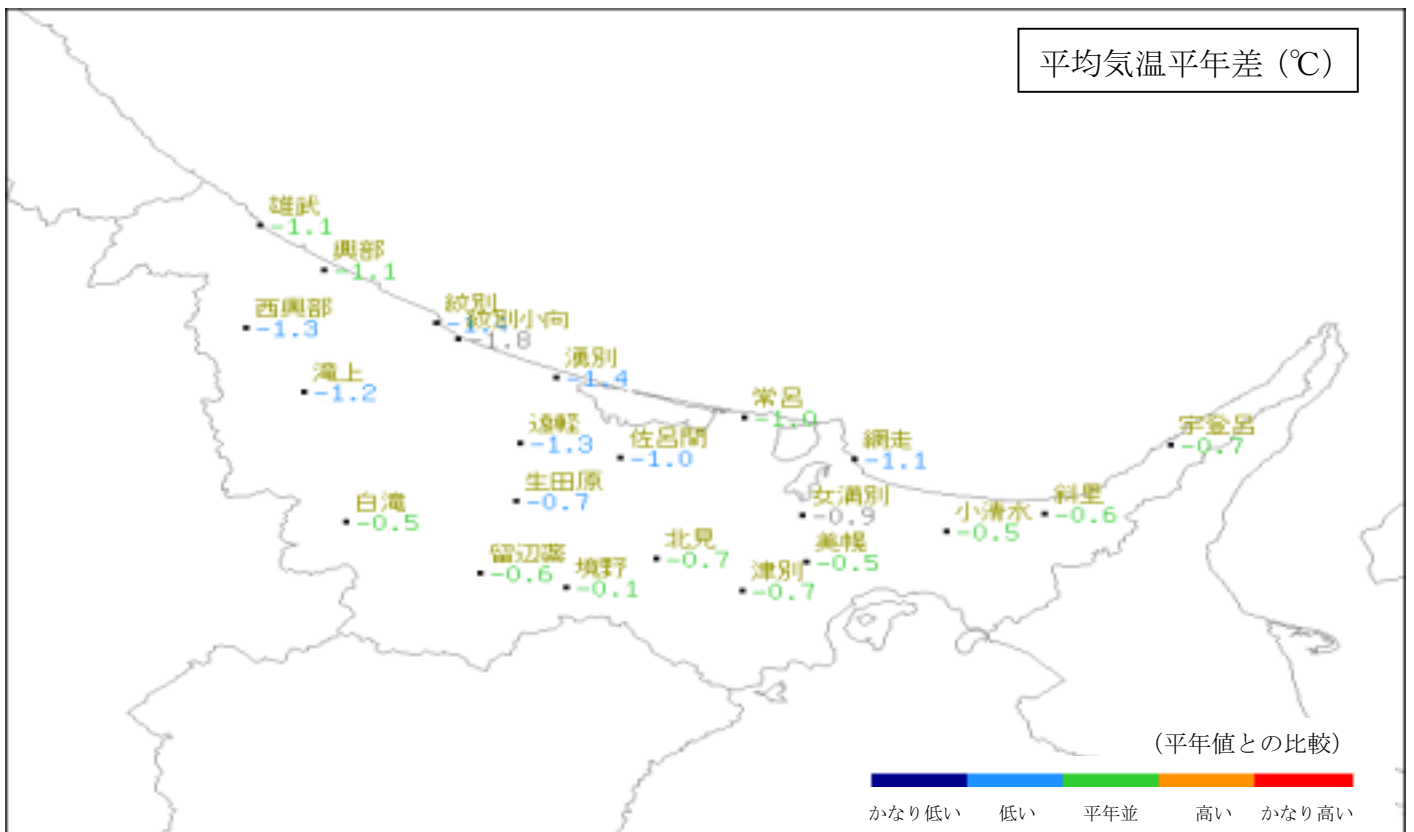 平均気温平年差(℃)
雄武
-1.1
興部
-1.1
西興部
-1.3
紋別
紋別小向
-1.8
湧別
-1.4
滝上
-1.2
常呂
-1.0
遠軽
-1.3
佐呂間
-1.0
網走
-1.1
宇登呂
-0.7
生田原
-0.7
白滝
-0.5
女満別
-0.9
小清水
-0.5
斜里
-0.6
留辺蘂
-0.6
境野
-0.1
北見
-0.7
美幌
-0.5
津別
-0.7
(平年値との比較)
かなり低い 低い 平年並 高い かなり高い